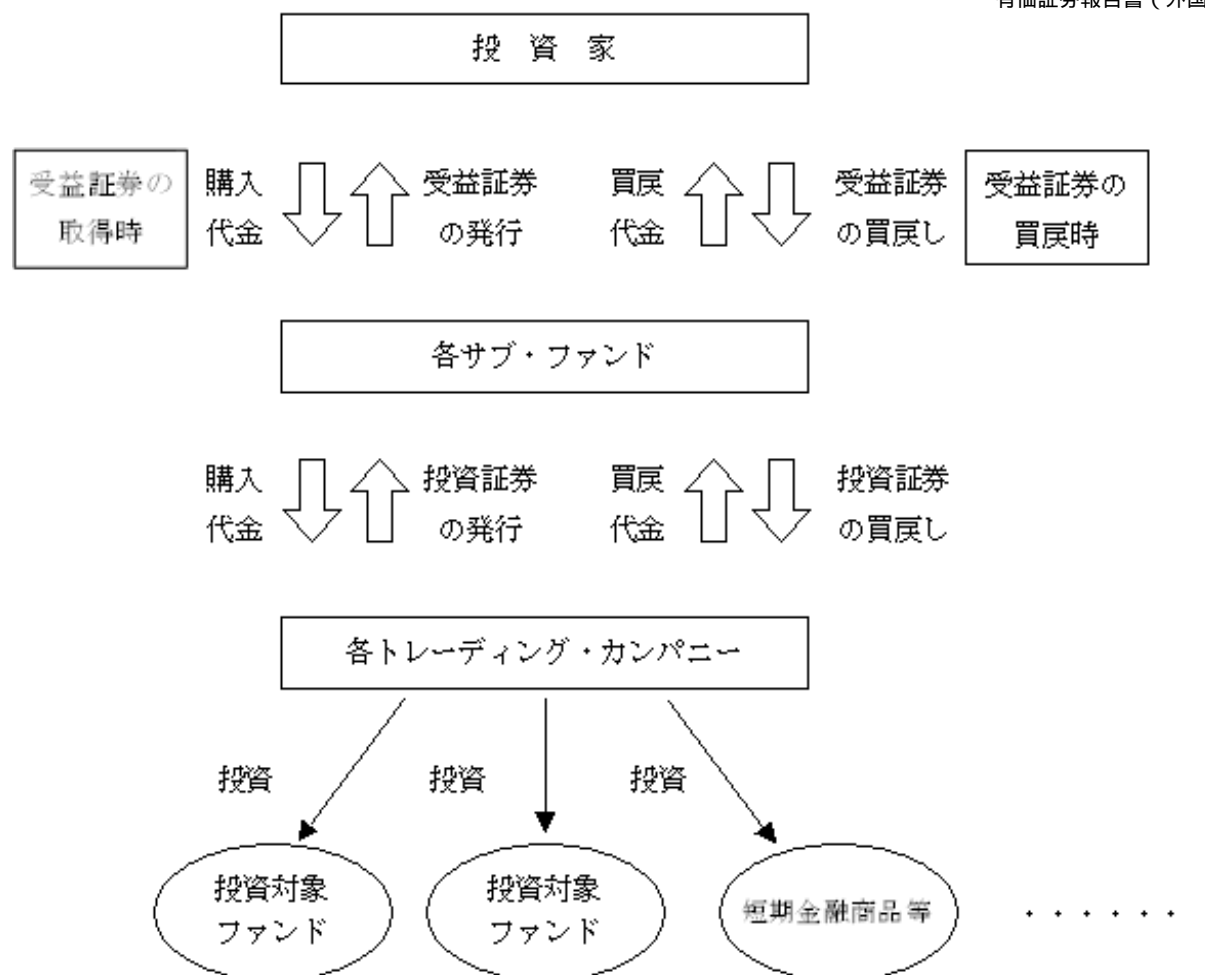 有価証券報告書（外国
投 資 家
受益証券の
取得時
購入
代金
受益証券
の発行
買戻
代金
受益証券
の買戻し
受益証券の
買戻時
各サブ・ファンド
購入
代金
投資証券
の発行
買戻
代金
投資証券
の買戻し
各トレーディング・カンパニー
投資
投資
投資
投資対象
ファンド
投資対象
ファンド
短期金融商品等
・・・・・・